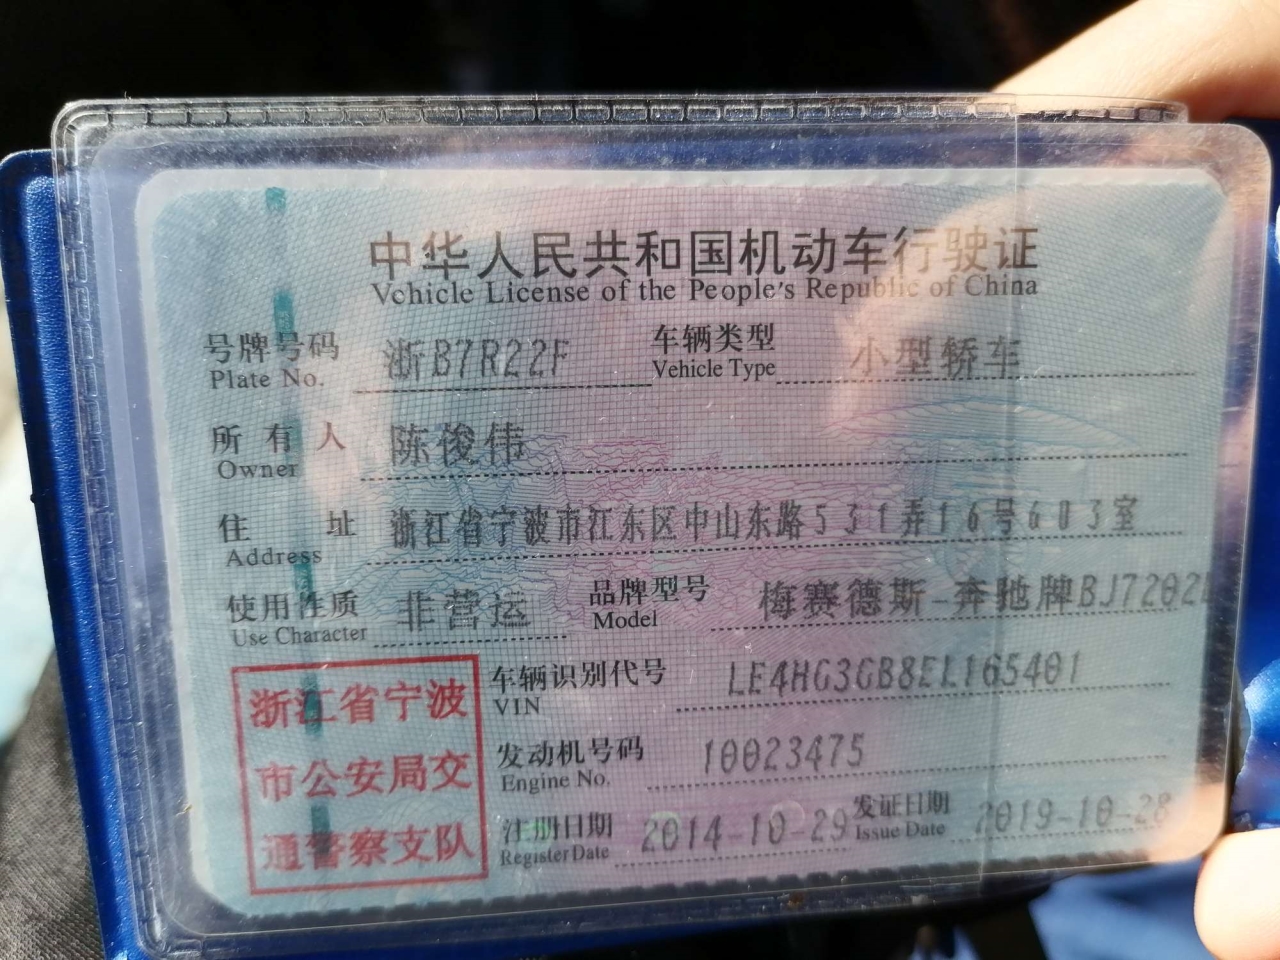 中华人民共和国机动车行驶证
Vehicle License of the People's Republic of China
号牌号码 浙B7R22F 车辆类型 小型轿车
Plate No. Vehicle Type
所有人 陈俊伟
Owner
住址 浙江省宁波市江东区中山东路531弄16号603室
Address
使用性质 非营运 品牌型号 梅赛德斯-奔驰牌BJ7202
Use Character Model
浙江省宁波
市公安局交
通警察支队
车辆识别代号 LE4HG3GB8EL165401
VIN
发动机号码 10023475
Engine No.
注册日期 2014-10-29 发证日期 2019-10-28
Register Date Issue Date